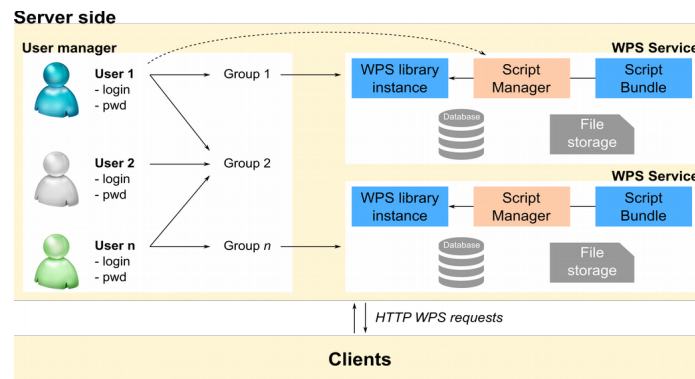 Server side
User manager
User 1
- login
- pwd
User 2
- login
- pwd
User n
- login
- pwd
Group 1
Group 2
Group n
WPS Service
WPS library
instance
Script
Manager
Script
Bundle
Database
File
storage
WPS Service
WPS library
instance
Script
Manager
Script
Bundle
Database
File
storage
HTTP WPS requests
Clients